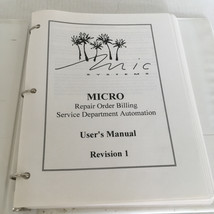 Mic
SYSTEMS
MICRO
Repair Order Billing
Service Department Automation
User's Manual
Revision 1